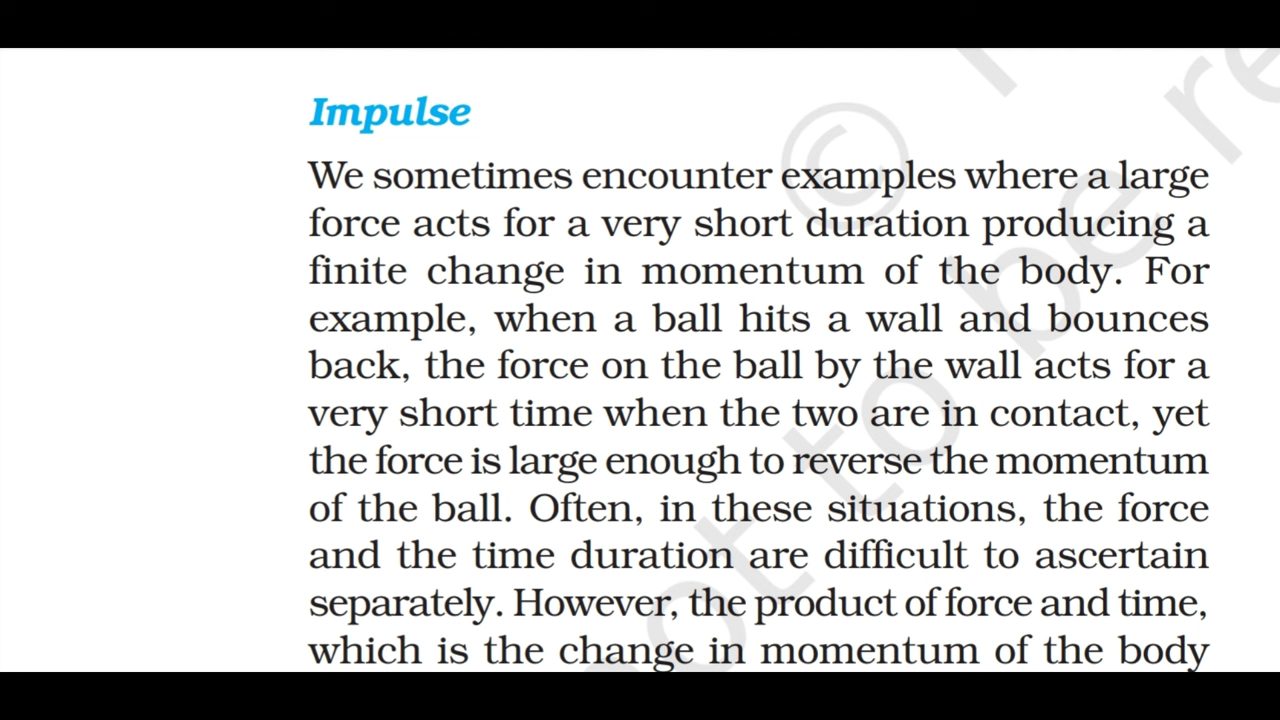 Impulse
We sometimes encounter examples where a large
force acts for a very short duration producing a
finite change in momentum of the body. For
example, when a ball hits a wall and bounces
back, the force on the ball by the wall acts for a
very short time when the two are in contact, yet
the force is large enough to reverse the momentum
of the ball. Often, in these situations, the force
and the time duration are difficult to ascertain
separately. However, the product of force and time,
which is the change in momentum of the body
©
not to be re